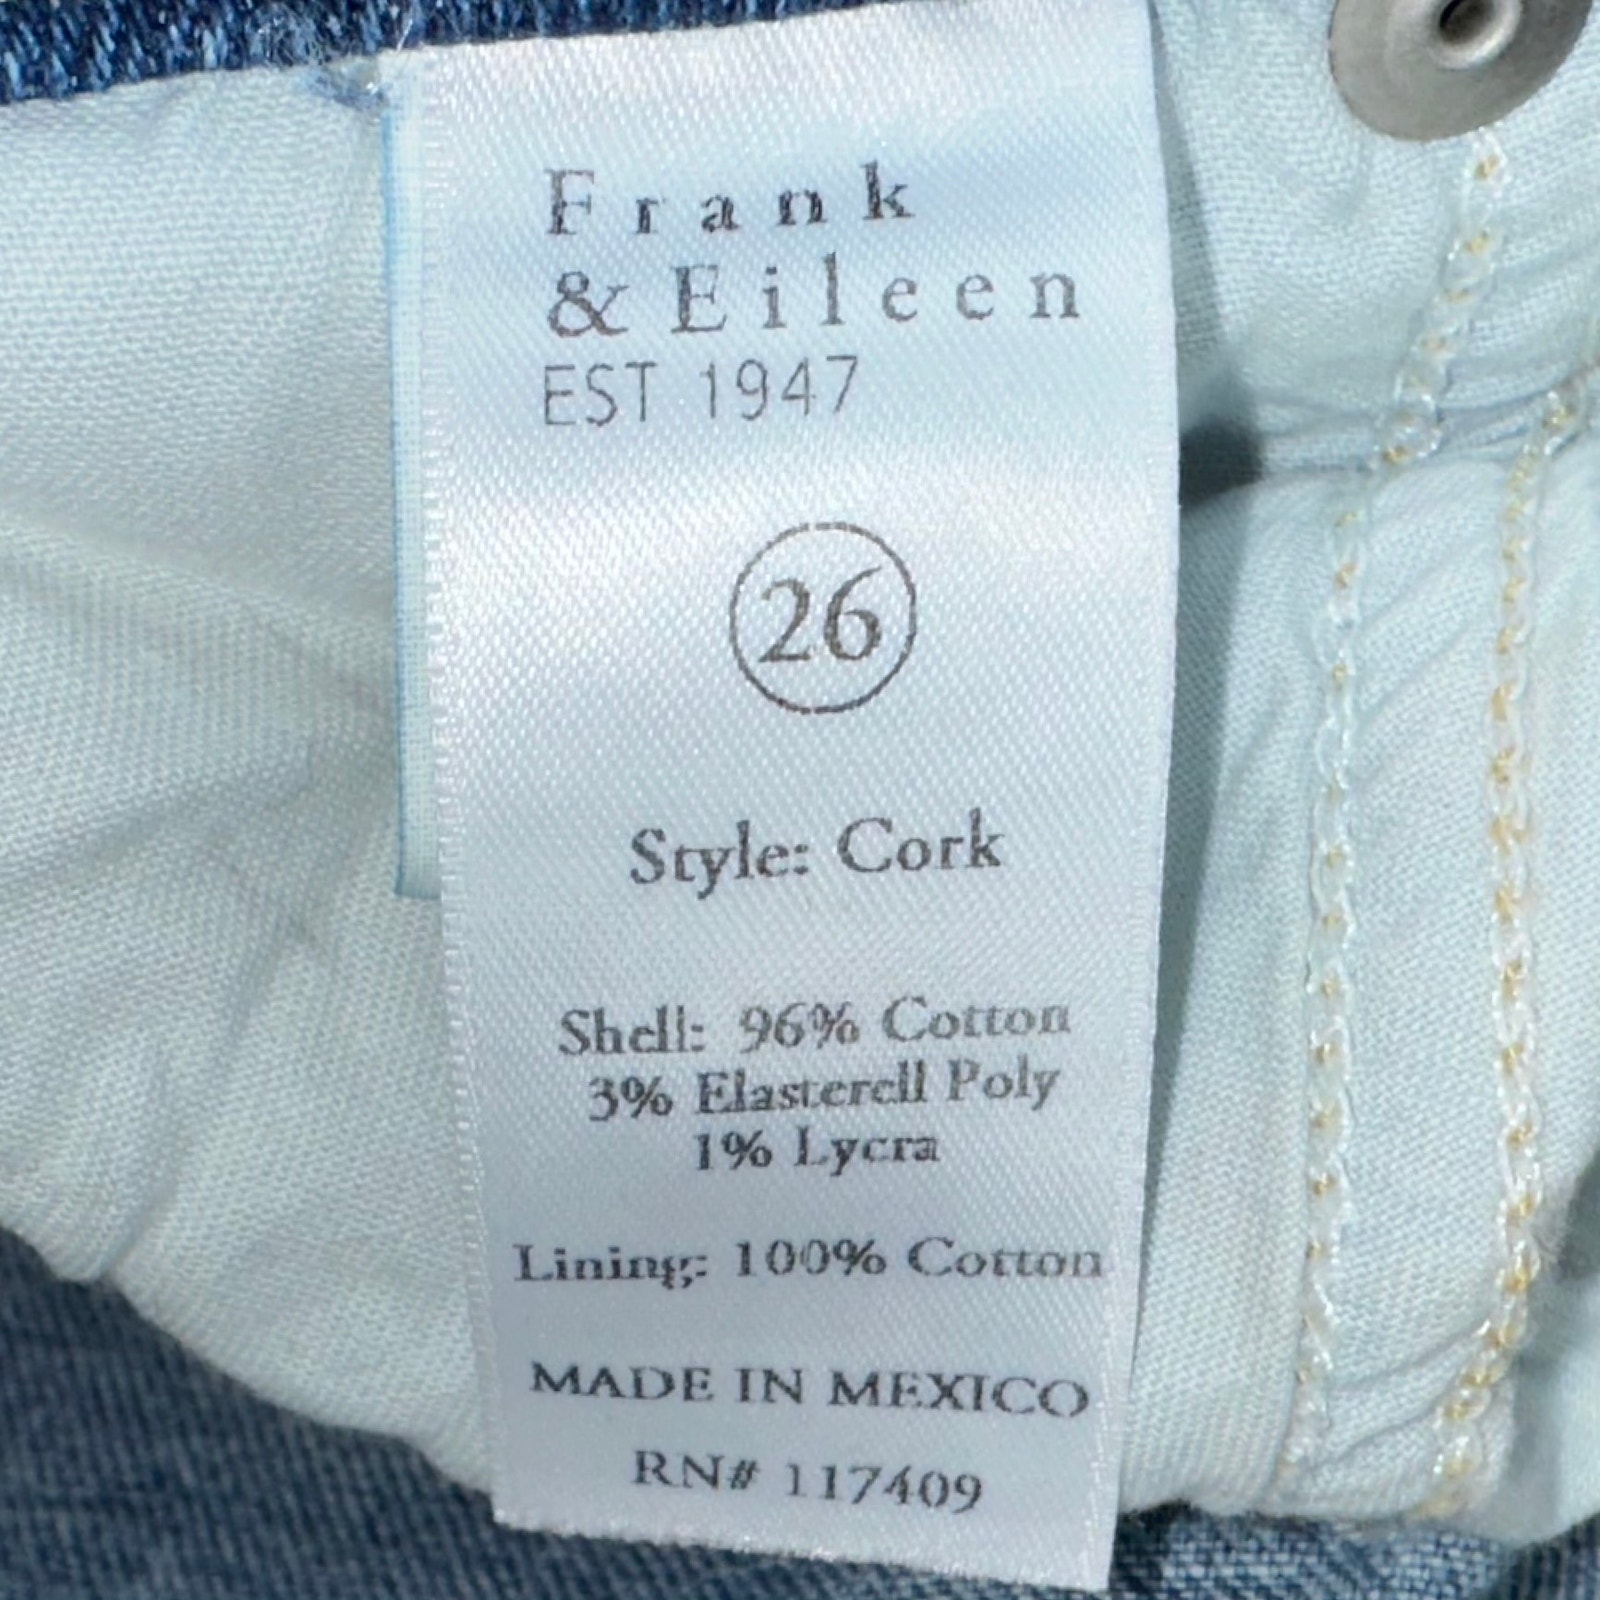 Frank
& Eileen
EST 1947
26
Style: Cork
Shell: 96% Cotton
3% Elasterell Poly
1% Lycra
Lining: 100% Cotton
MADE IN MEXICO
RN# 117409